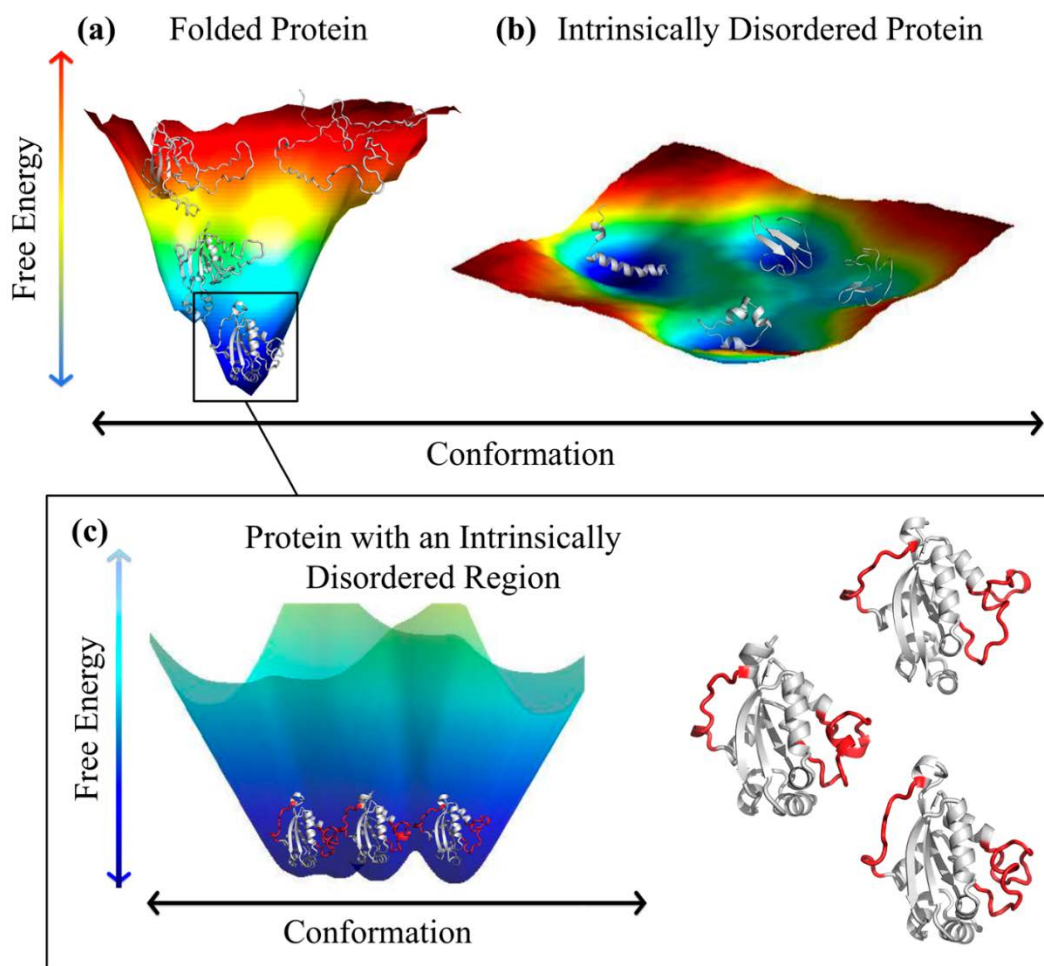 (a) Folded Protein
(b) Intrinsically Disordered Protein
Free Energy
Conformation
(c) Protein with an Intrinsically
Disordered Region
Free Energy
Conformation